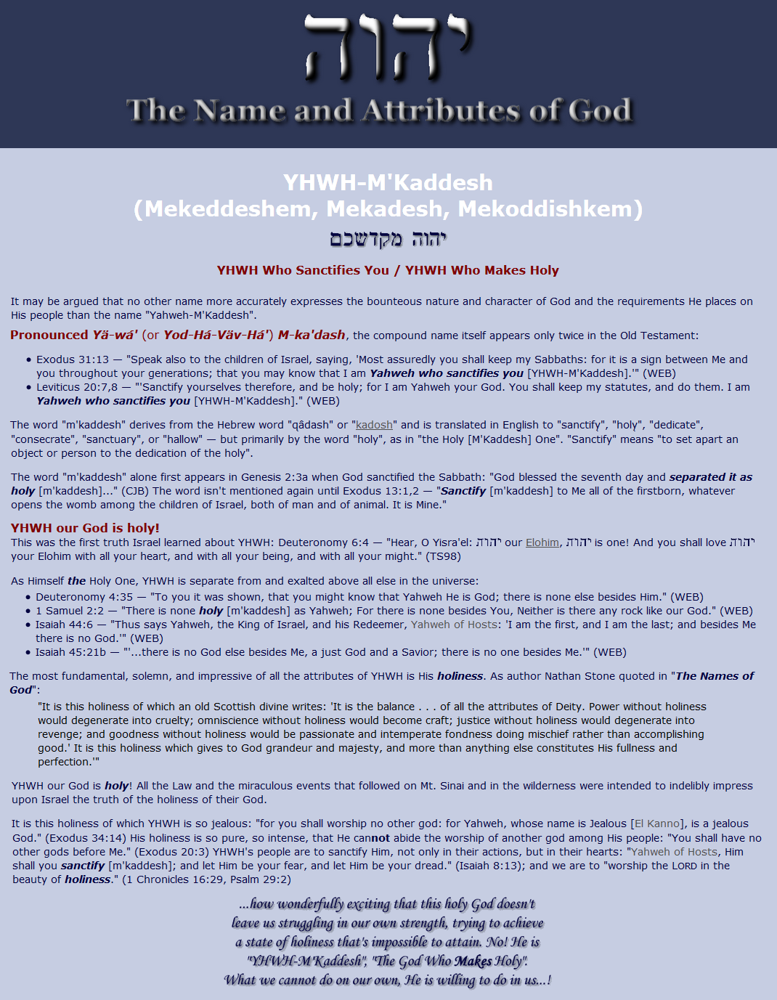 יהוה
The Name and Attributes of God
YHWH-M'Kaddesh
(Mekeddeshem, Mekadesh, Mekoddishkem)
יהוה מקדשכם
YHWH Who Sanctifies You / YHWH Who Makes Holy
It may be argued that no other name more accurately expresses the bounteous nature and character of God and the requirements He places on
His people than the name "Yahweh-M'Kaddesh".
Pronounced Yä-wá' (or Yod-Há-Väv-Há') M-ka'dash, the compound name itself appears only twice in the Old Testament:
• Exodus 31:13 — "Speak also to the children of Israel, saying, 'Most assuredly you shall keep my Sabbaths: for it is a sign between Me and
you throughout your generations; that you may know that I am Yahweh who sanctifies you [YHWH-M'Kaddesh].'" (WEB)
• Leviticus 20:7,8 — "'Sanctify yourselves therefore, and be holy; for I am Yahweh your God. You shall keep my statutes, and do them. I am
Yahweh who sanctifies you [YHWH-M'Kaddesh]." (WEB)
The word "m'kaddesh" derives from the Hebrew word "qâdash" or "kadosh" and is translated in English to "sanctify", "holy", "dedicate",
"consecrate", "sanctuary", or "hallow" — but primarily by the word "holy", as in "the Holy [M'Kaddesh] One". "Sanctify" means "to set apart an
object or person to the dedication of the holy".
The word "m'kaddesh" alone first appears in Genesis 2:3a when God sanctified the Sabbath: "God blessed the seventh day and separated it as
holy [m'kaddesh]..." (CJB) The word isn't mentioned again until Exodus 13:1,2 — "Sanctify [m'kaddesh] to Me all of the firstborn, whatever
opens the womb among the children of Israel, both of man and of animal. It is Mine."
YHWH our God is holy!
This was the first truth Israel learned about YHWH: Deuteronomy 6:4 — "Hear, O Yisra'el: יהוה our Elohim, יהוה is one! And you shall love יהוה
your Elohim with all your heart, and with all your being, and with all your might." (TS98)
As Himself the Holy One, YHWH is separate from and exalted above all else in the universe:
• Deuteronomy 4:35 — "To you it was shown, that you might know that Yahweh He is God; there is none else besides Him." (WEB)
• 1 Samuel 2:2 — "There is none holy [m'kaddesh] as Yahweh; For there is none besides You, Neither is there any rock like our God." (WEB)
• Isaiah 44:6 — "Thus says Yahweh, the King of Israel, and his Redeemer, Yahweh of Hosts: 'I am the first, and I am the last; and besides Me
there is no God.'" (WEB)
• Isaiah 45:21b — "'...there is no God else besides Me, a just God and a Savior; there is no one besides Me.'" (WEB)
The most fundamental, solemn, and impressive of all the attributes of YHWH is His holiness. As author Nathan Stone quoted in "The Names of
God":
"It is this holiness of which an old Scottish divine writes: 'It is the balance . . . of all the attributes of Deity. Power without holiness
would degenerate into cruelty; omniscience without holiness would become craft; justice without holiness would degenerate into
revenge; and goodness without holiness would be passionate and intemperate fondness doing mischief rather than accomplishing
good.' It is this holiness which gives to God grandeur and majesty, and more than anything else constitutes His fullness and
perfection.'"
YHWH our God is holy! All the Law and the miraculous events that followed on Mt. Sinai and in the wilderness were intended to indelibly impress
upon Israel the truth of the holiness of their God.
It is this holiness of which YHWH is so jealous: "for you shall worship no other god: for Yahweh, whose name is Jealous [El Kanno], is a jealous
God." (Exodus 34:14) His holiness is so pure, so intense, that He cannot abide the worship of another god among His people: "You shall have no
other gods before Me." (Exodus 20:3) YHWH's people are to sanctify Him, not only in their actions, but in their hearts: "Yahweh of Hosts, Him
shall you sanctify [m'kaddesh]; and let Him be your fear, and let Him be your dread." (Isaiah 8:13); and we are to "worship the LORD in the
beauty of holiness." (1 Chronicles 16:29, Psalm 29:2)
...how wonderfully exciting that this holy God doesn't
leave us struggling in our own strength, trying to achieve
a state of holiness that's impossible to attain. No! He is
"YHWH-M'Kaddesh", "The God Who Makes Holy".
What we cannot do on our own, He is willing to do in us...!